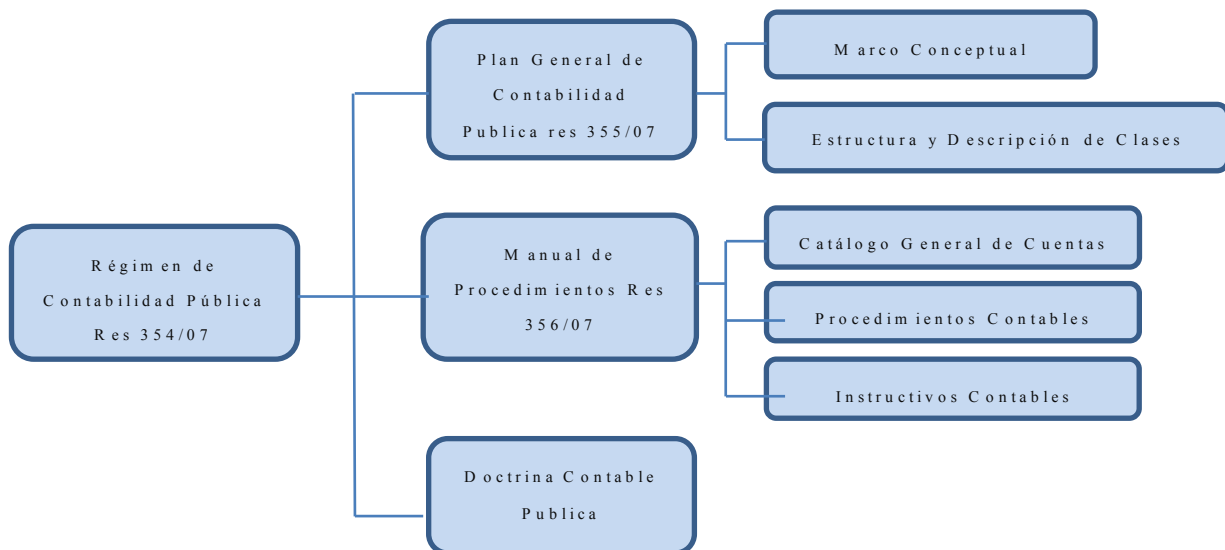 Régimen de
Contabilidad Pública
Res 354/07
Plan General de
Contabilidad
Publica res 355/07
Marco Conceptual
Estructura y Descripción de Clases
Manual de
Procedimientos Res
356/07
Catálogo General de Cuentas
Procedimientos Contables
Instructivos Contables
Doctrina Contable
Publica